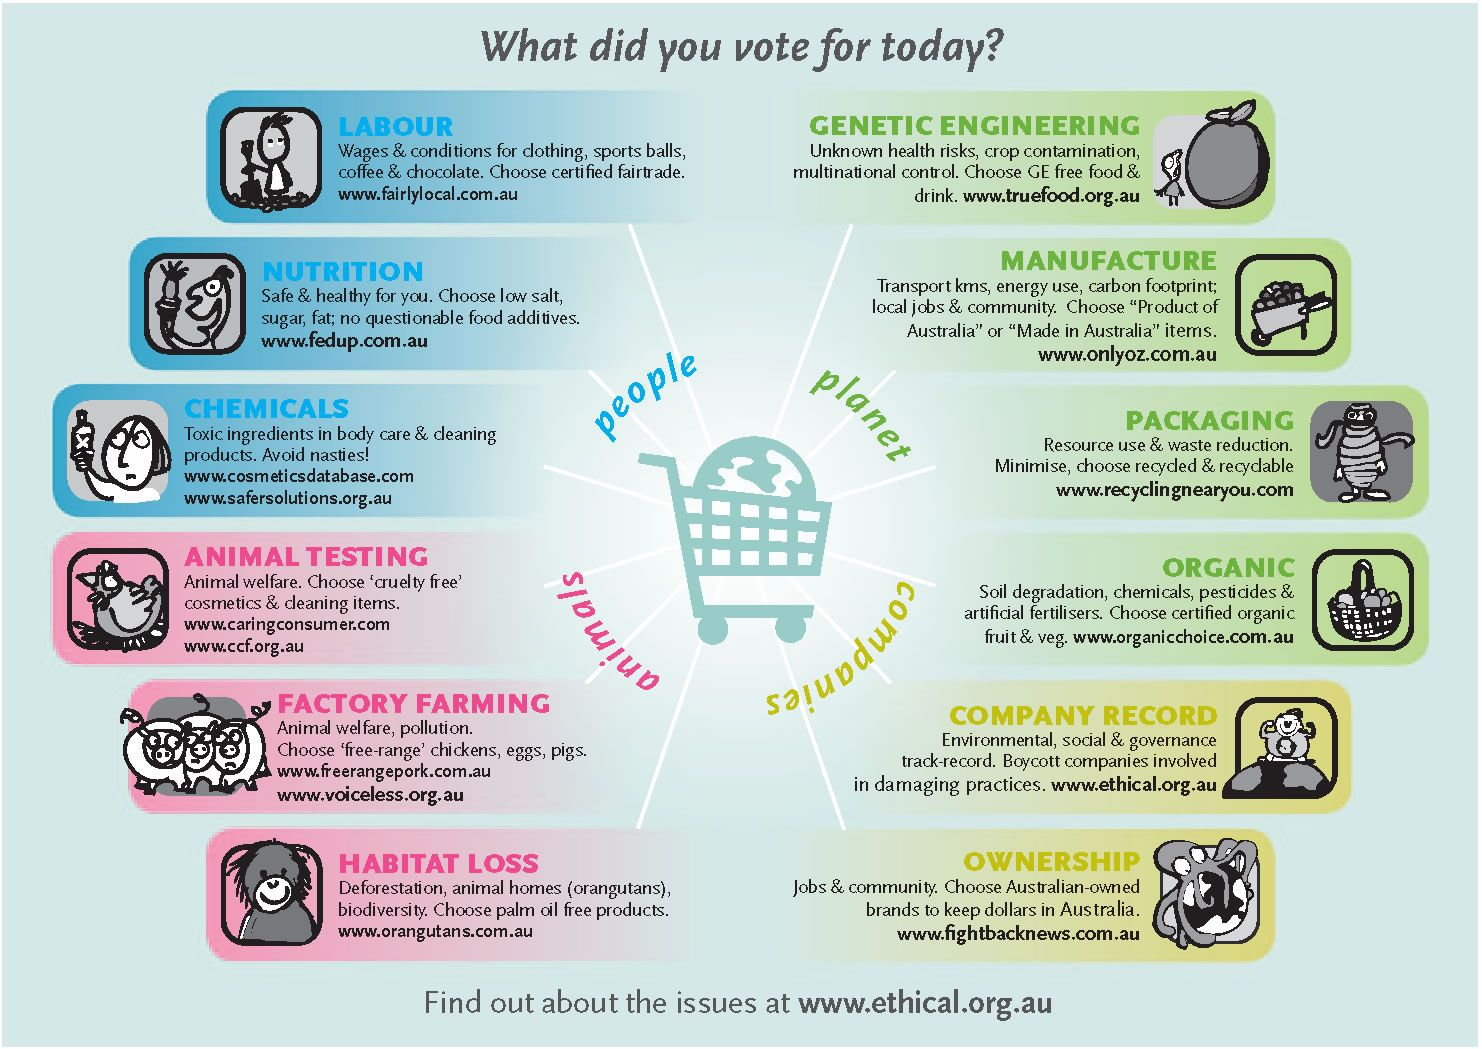 What did you vote for today?
LABOUR
Wages & conditions for clothing, sports balls,
coffee & chocolate. Choose certified fairtrade.
www.fairlylocal.com.au
NUTRITION
Safe & healthy for you. Choose low salt,
sugar, fat; no questionable food additives.
www.fedup.com.au
CHEMICALS
Toxic ingredients in body care & cleaning
products. Avoid nasties!
www.cosmeticsdatabase.com
www.safersolutions.org.au
ANIMAL TESTING
Animal welfare. Choose ‘cruelty free’
cosmetics & cleaning items.
www.caringconsumer.com
www.ccf.org.au
FACTORY FARMING
Animal welfare, pollution.
Choose ‘free-range’ chickens, eggs, pigs.
www.freerangepork.com.au
www.voiceless.org.au
HABITAT LOSS
Deforestation, animal homes (orangutans),
biodiversity. Choose palm oil free products.
www.orangutans.com.au
people
planet
animals
companies
GENETIC ENGINEERING
Unknown health risks, crop contamination,
multinational control. Choose GE free food &
drink. www.truefood.org.au
MANUFACTURE
Transport kms, energy use, carbon footprint;
local jobs & community. Choose “Product of
Australia” or “Made in Australia” items.
www.onlyoz.com.au
PACKAGING
Resource use & waste reduction.
Minimise, choose recycled & recyclable
www.recyclingnearyou.com
ORGANIC
Soil degradation, chemicals, pesticides &
artificial fertilisers. Choose certified organic
fruit & veg. www.organicchoice.com.au
COMPANY RECORD
Environmental, social & governance
track-record. Boycott companies involved
in damaging practices. www.ethical.org.au
OWNERSHIP
Jobs & community. Choose Australian-owned
brands to keep dollars in Australia.
www.fightbacknews.com.au
Find out about the issues at www.ethical.org.au